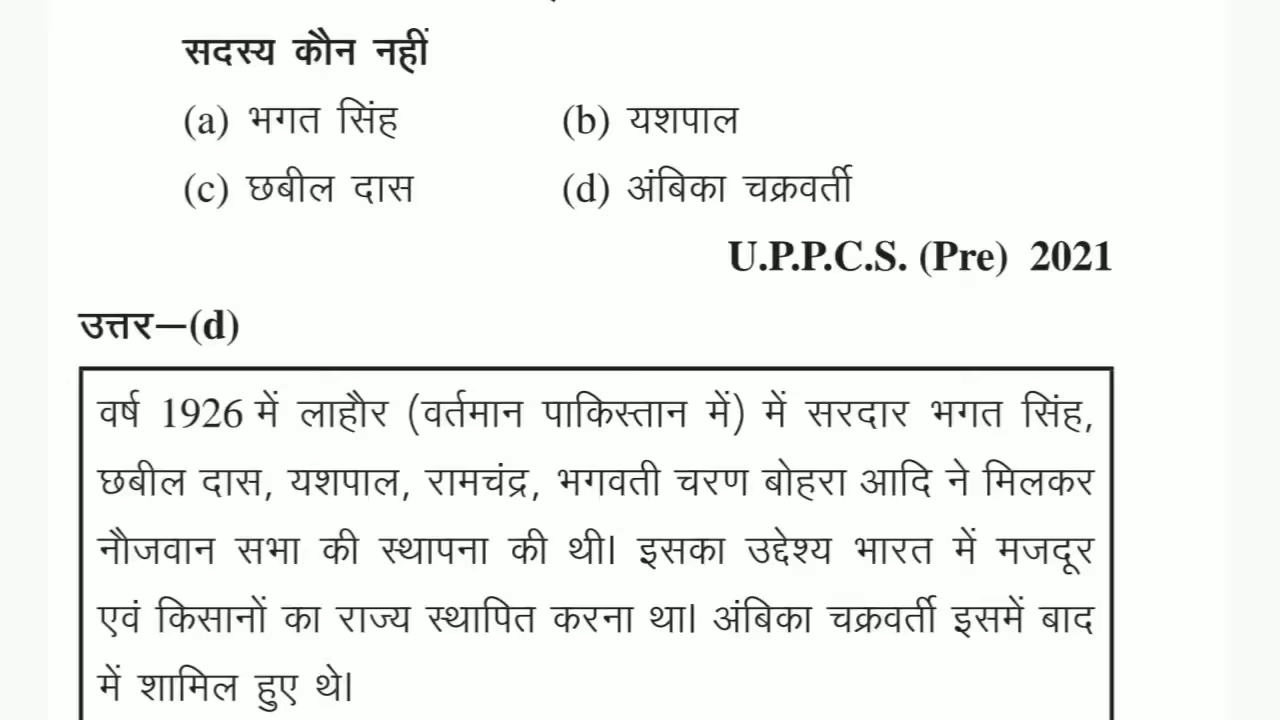 सदस्य कौन नहीं
(a) भगत सिंह (b) यशपाल
(c) छबील दास (d) अंबिका चक्रवर्ती
U.P.P.C.S. (Pre) 2021
उत्तर—(d)
वर्ष 1926 में लाहौर (वर्तमान पाकिस्तान में) में सरदार भगत सिंह,
छबील दास, यशपाल, रामचंद्र, भगवती चरण बोहरा आदि ने मिलकर
नौजवान सभा की स्थापना की थी। इसका उद्देश्य भारत में मजदूर
एवं किसानों का राज्य स्थापित करना था। अंबिका चक्रवर्ती इसमें बाद
में शामिल हुए थे।